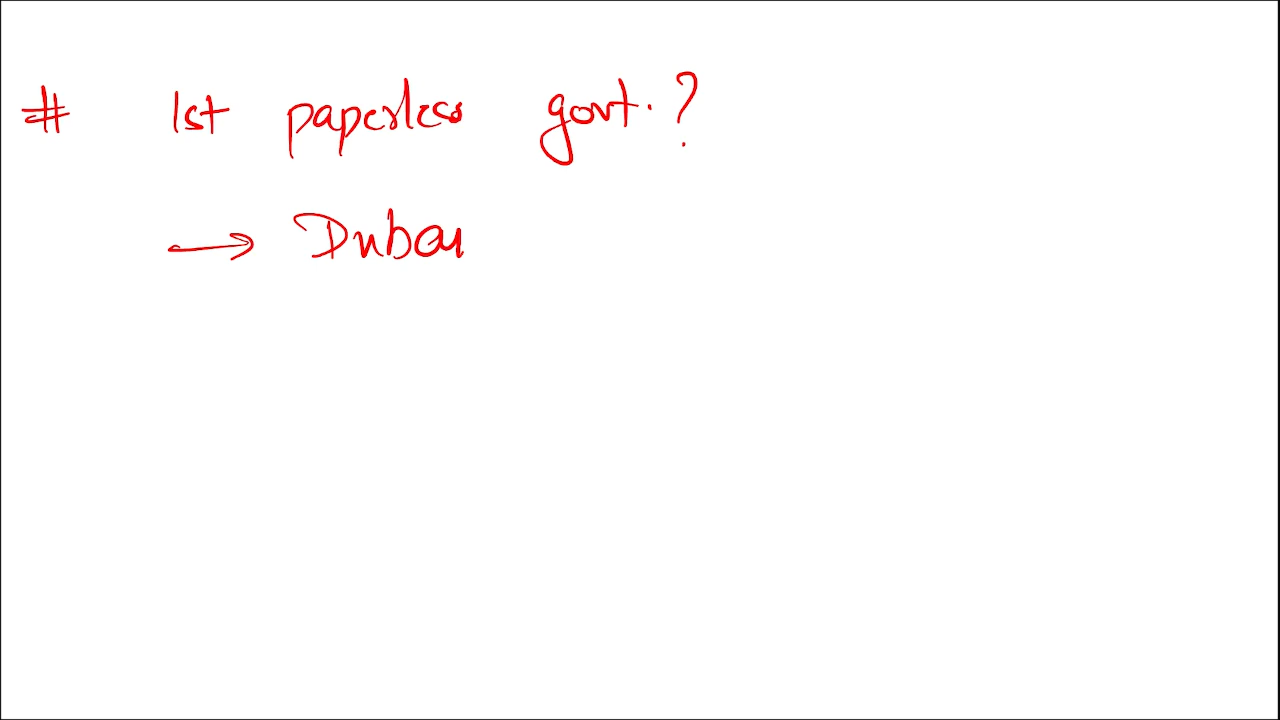 # 1st paperless govt. ?
→ Dubai